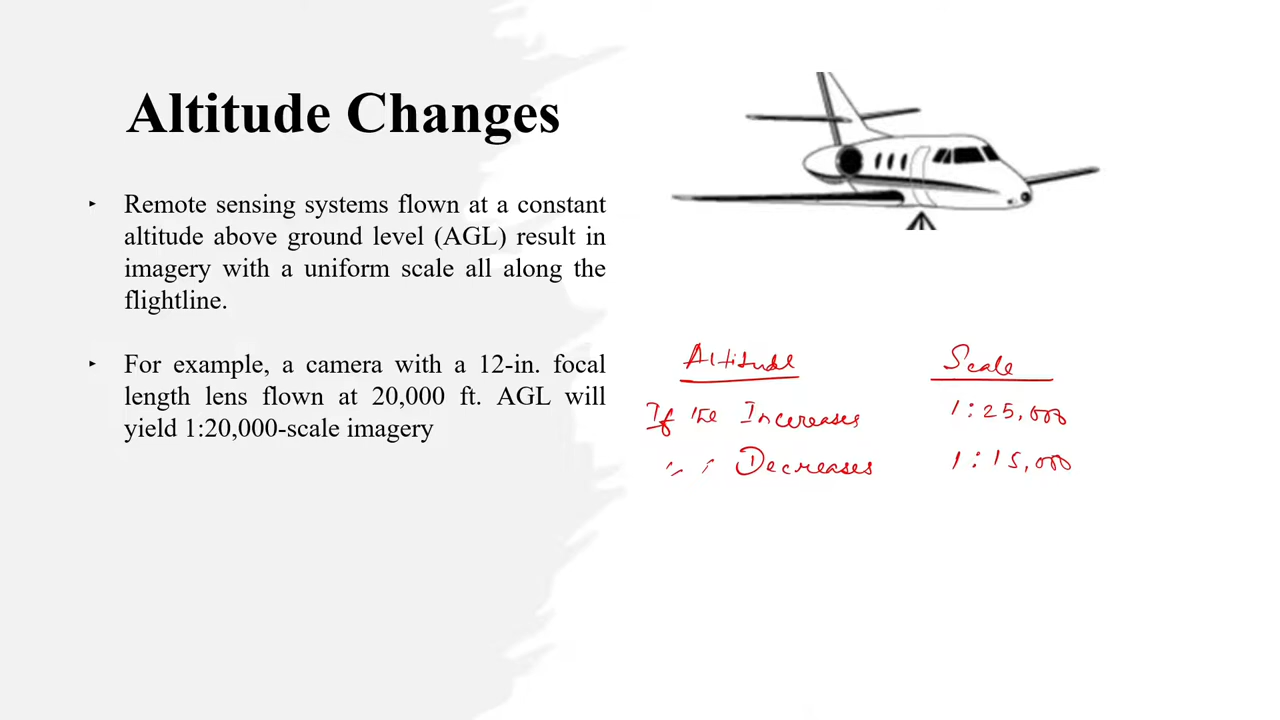 Altitude Changes
‣ Remote sensing systems flown at a constant
altitude above ground level (AGL) result in
imagery with a uniform scale all along the
flightline.
‣ For example, a camera with a 12-in. focal
length lens flown at 20,000 ft. AGL will
yield 1:20,000-scale imagery
Altitude Scale
If the Increases 1:25,000
" " Decreases 1:15,000